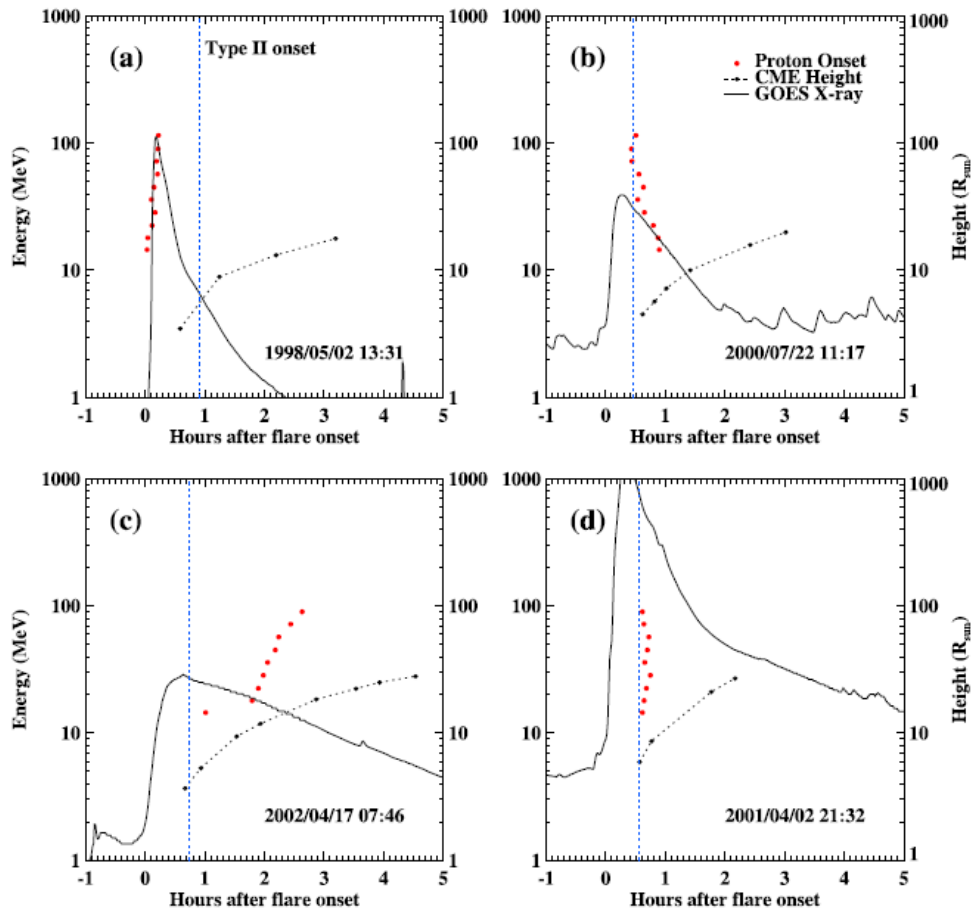 (a)
Type II onset
1998/05/02 13:31
1000
100
10
1
Energy (MeV)
1000
100
10
1
-1 0 1 2 3 4 5
Hours after flare onset
(b)
Proton Onset
CME Height
GOES X-ray
2000/07/22 11:17
1000
100
10
1
1000
100
10
1
Height (R_sun)
-1 0 1 2 3 4 5
Hours after flare onset
(c)
2002/04/17 07:46
1000
100
10
1
Energy (MeV)
1000
100
10
1
-1 0 1 2 3 4 5
Hours after flare onset
(d)
2001/04/02 21:32
1000
100
10
1
1000
100
10
1
Height (R_sun)
-1 0 1 2 3 4 5
Hours after flare onset